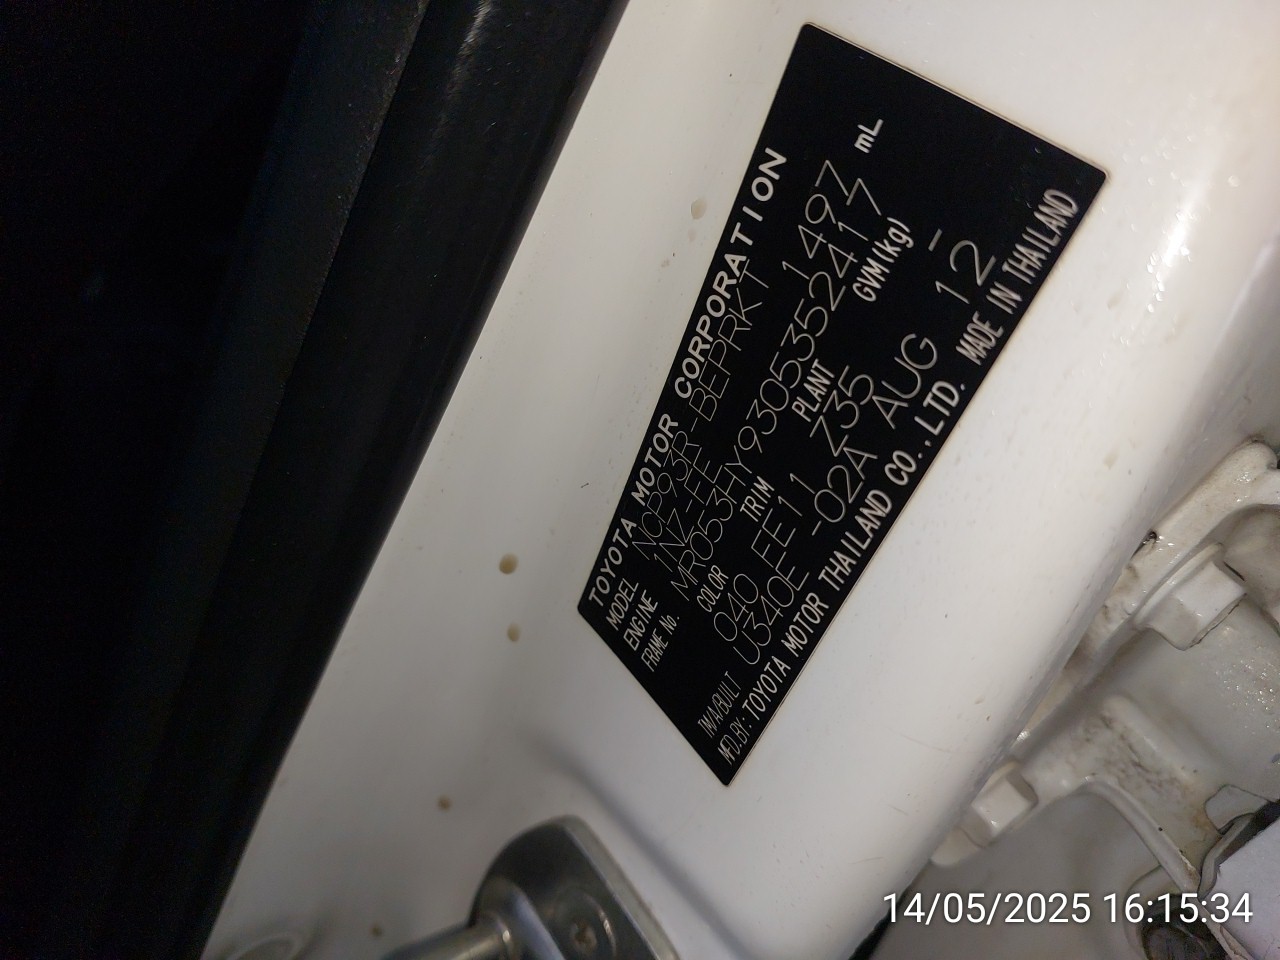 TOYOTA MOTOR CORPORATION
MODEL NCP93R-BEPRKT
ENGINE 1NZ-FE 1497 mL
FRAME No. MR053HY9305352417
COLOR TRIM PLANT GVM(kg)
040 EE11 Z35 -
TM/A/BUILT U340E -02A AUG 12
MFD.BY: TOYOTA MOTOR THAILAND CO.,LTD. MADE IN THAILAND
14/05/2025 16:15:34